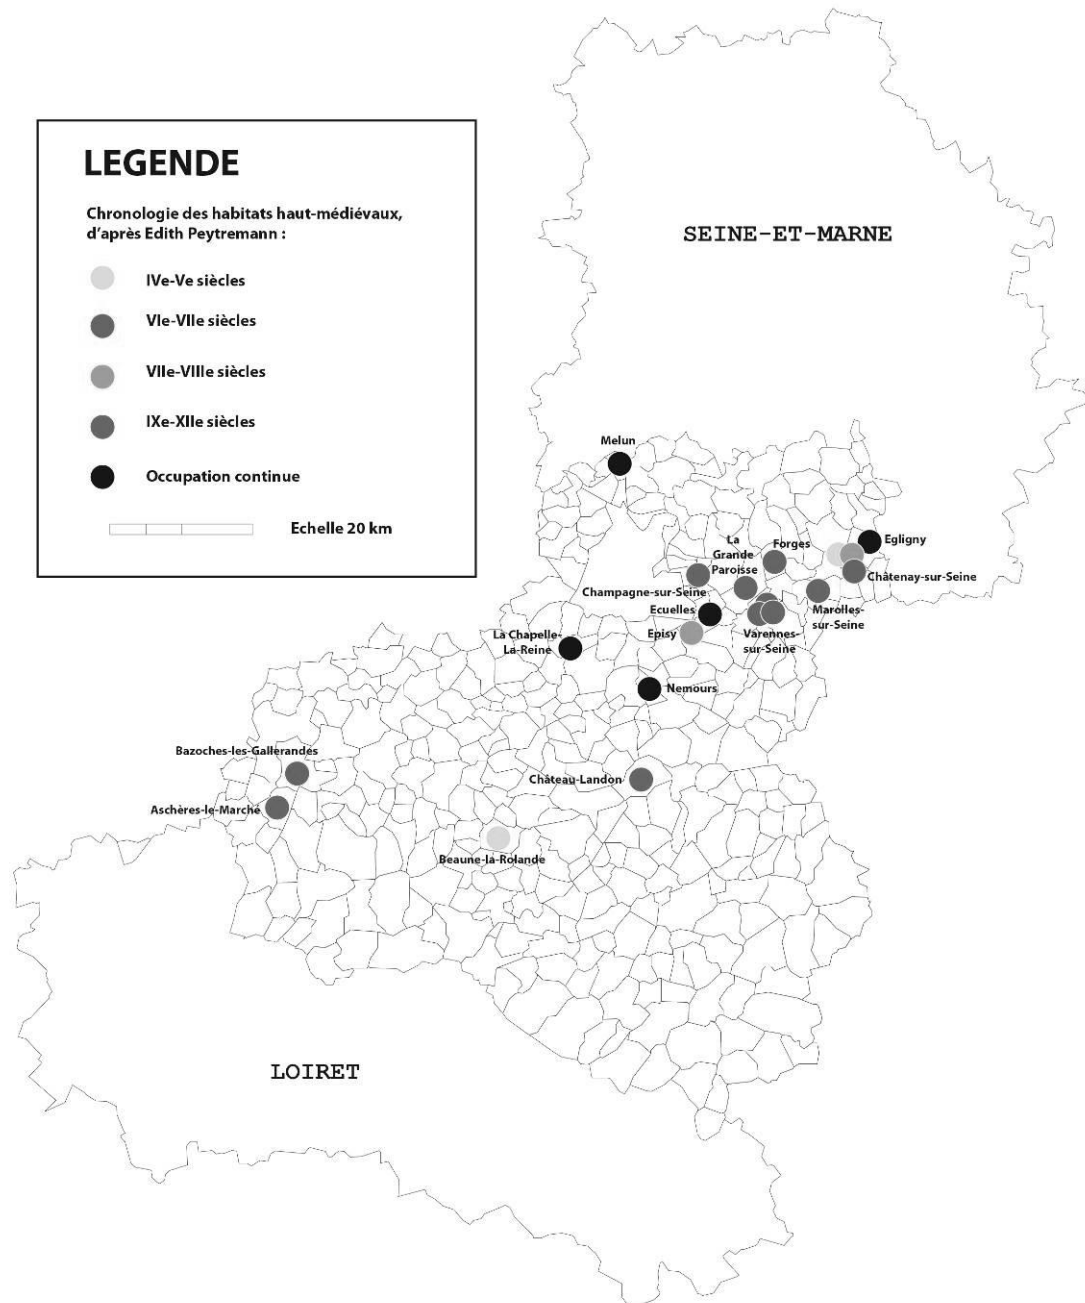 LEGENDE
Chronologie des habitats haut-médiévaux,
d'après Edith Peytremann :
IVe-Ve siècles
VIe-VIIe siècles
VIIe-VIIIe siècles
IXe-XIIe siècles
Occupation continue
Echelle 20 km
SEINE-ET-MARNE
Melun
La
Grande
Paroisse
Forges
Egligny
Châtenay-sur-Seine
Champagne-sur-Seine
Ecuelles
Marolles-
sur-Seine
Episy
Varennes-
sur-Seine
La Chapelle-
La-Reine
Nemours
Bazoches-les-Gallerandes
Château-Landon
Aschères-le-Marché
Beaune-la-Rolande
LOIRET